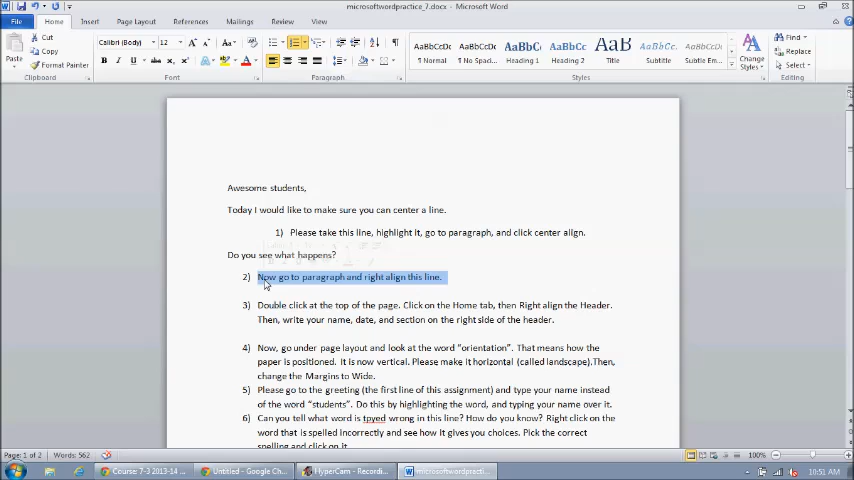 microsoftwordpractice_7.docx - Microsoft Word
File Home Insert Page Layout References Mailings Review View
Cut
Copy
Format Painter
Paste
Clipboard
Calibri (Body) 12
Font
Paragraph
AaBbCcDc AaBbCcDc AaBbC AaBbCc AaB AaBbCc. AaBbCcDc
¶ Normal ¶ No Spaci... Heading 1 Heading 2 Title Subtitle Subtle Em...
Styles
Change Styles
Find
Replace
Select
Editing
Awesome students,
Today I would like to make sure you can center a line.
1) Please take this line, highlight it, go to paragraph, and click center align.
Do you see what happens?
2) Now go to paragraph and right align this line.
3) Double click at the top of the page. Click on the Home tab, then Right align the Header.
Then, write your name, date, and section on the right side of the header.
4) Now, go under page layout and look at the word “orientation”. That means how the
paper is positioned. It is now vertical. Please make it horizontal (called landscape).Then,
change the Margins to Wide.
5) Please go to the greeting (the first line of this assignment) and type your name instead
of the word “students”. Do this by highlighting the word, and typing your name over it.
6) Can you tell what word is tpyed wrong in this line? How do you know? Right click on the
word that is spelled incorrectly and see how it gives you choices. Pick the correct
spelling and click on it.
Page: 1 of 2 Words: 562 100%
Course: 7-3 2013-14 ... Untitled - Google Ch... HyperCam - Recordi... microsoftwordpracti... 10:51 AM